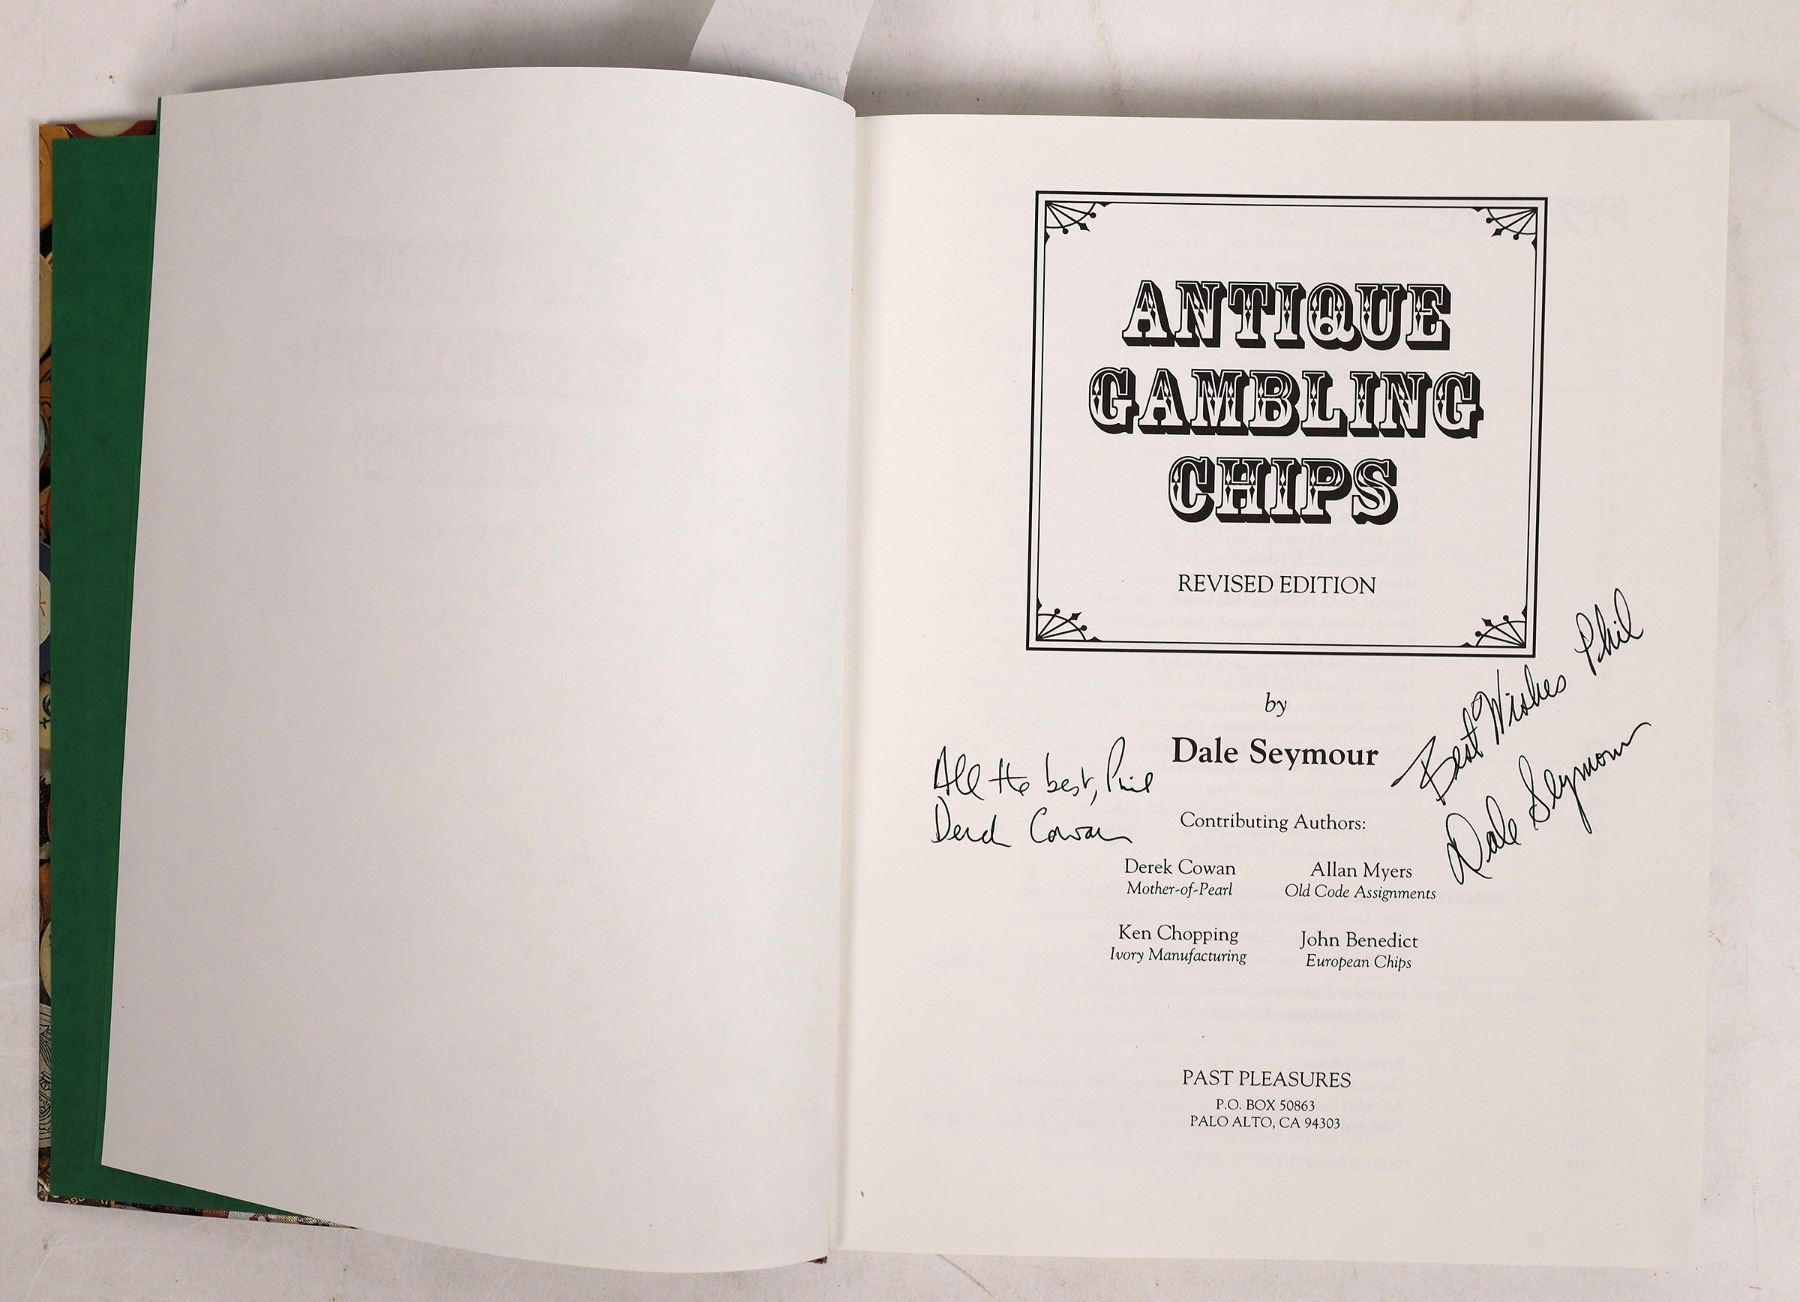 ANTIQUE
GAMBLING
CHIPS
REVISED EDITION
by
Dale Seymour
Best Wishes Phil
Dale Seymour
All the best, Phil
Derek Cowan
Contributing Authors:
Derek Cowan
Mother-of-Pearl
Allan Myers
Old Code Assignments
Ken Chopping
Ivory Manufacturing
John Benedict
European Chips
PAST PLEASURES
P.O. BOX 50863
PALO ALTO, CA 94303